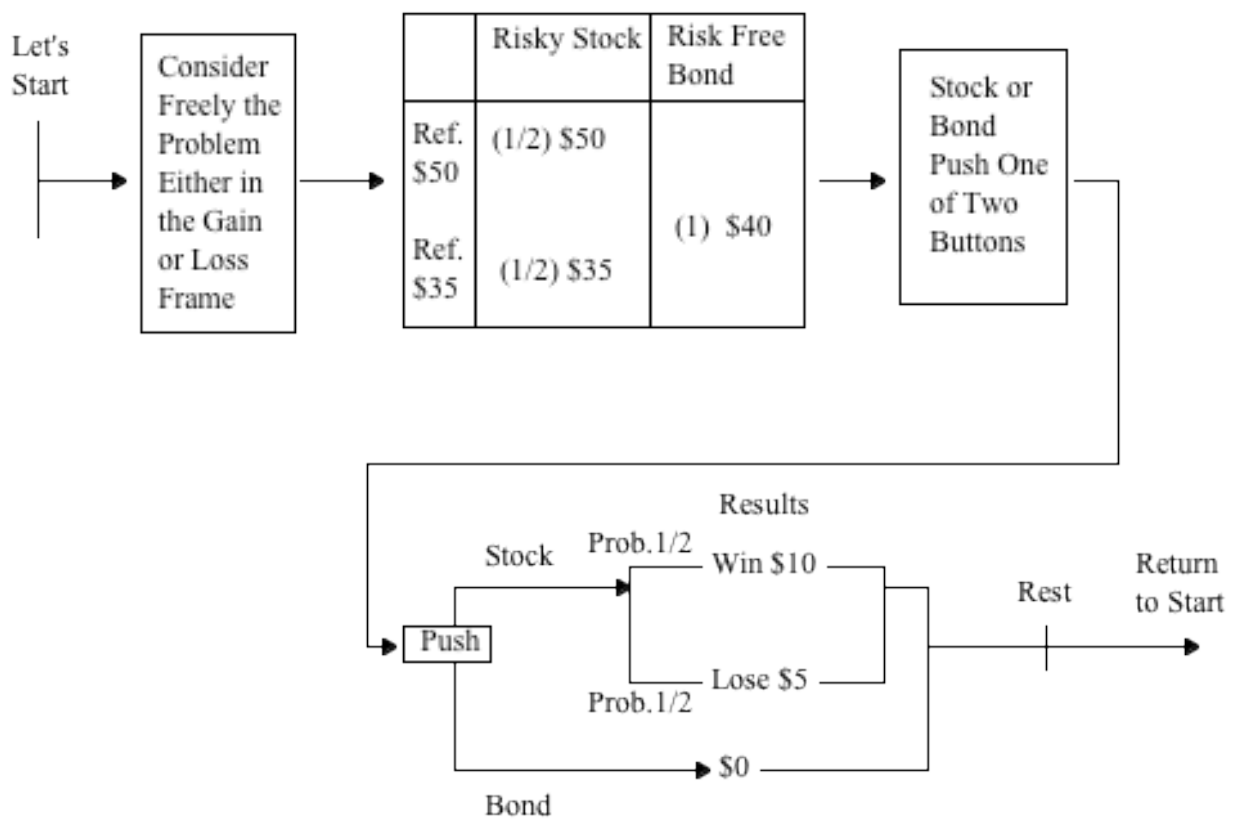 Let's
Start
Consider
Freely the
Problem
Either in
the Gain
or Loss
Frame
Risky Stock
Risk Free
Bond
Ref.
$50
(1/2) $50
Ref.
$35
(1/2) $35
(1) $40
Stock or
Bond
Push One
of Two
Buttons
Results
Push
Stock
Prob.1/2
Win $10
Prob.1/2
Lose $5
Bond
$0
Rest
Return
to Start